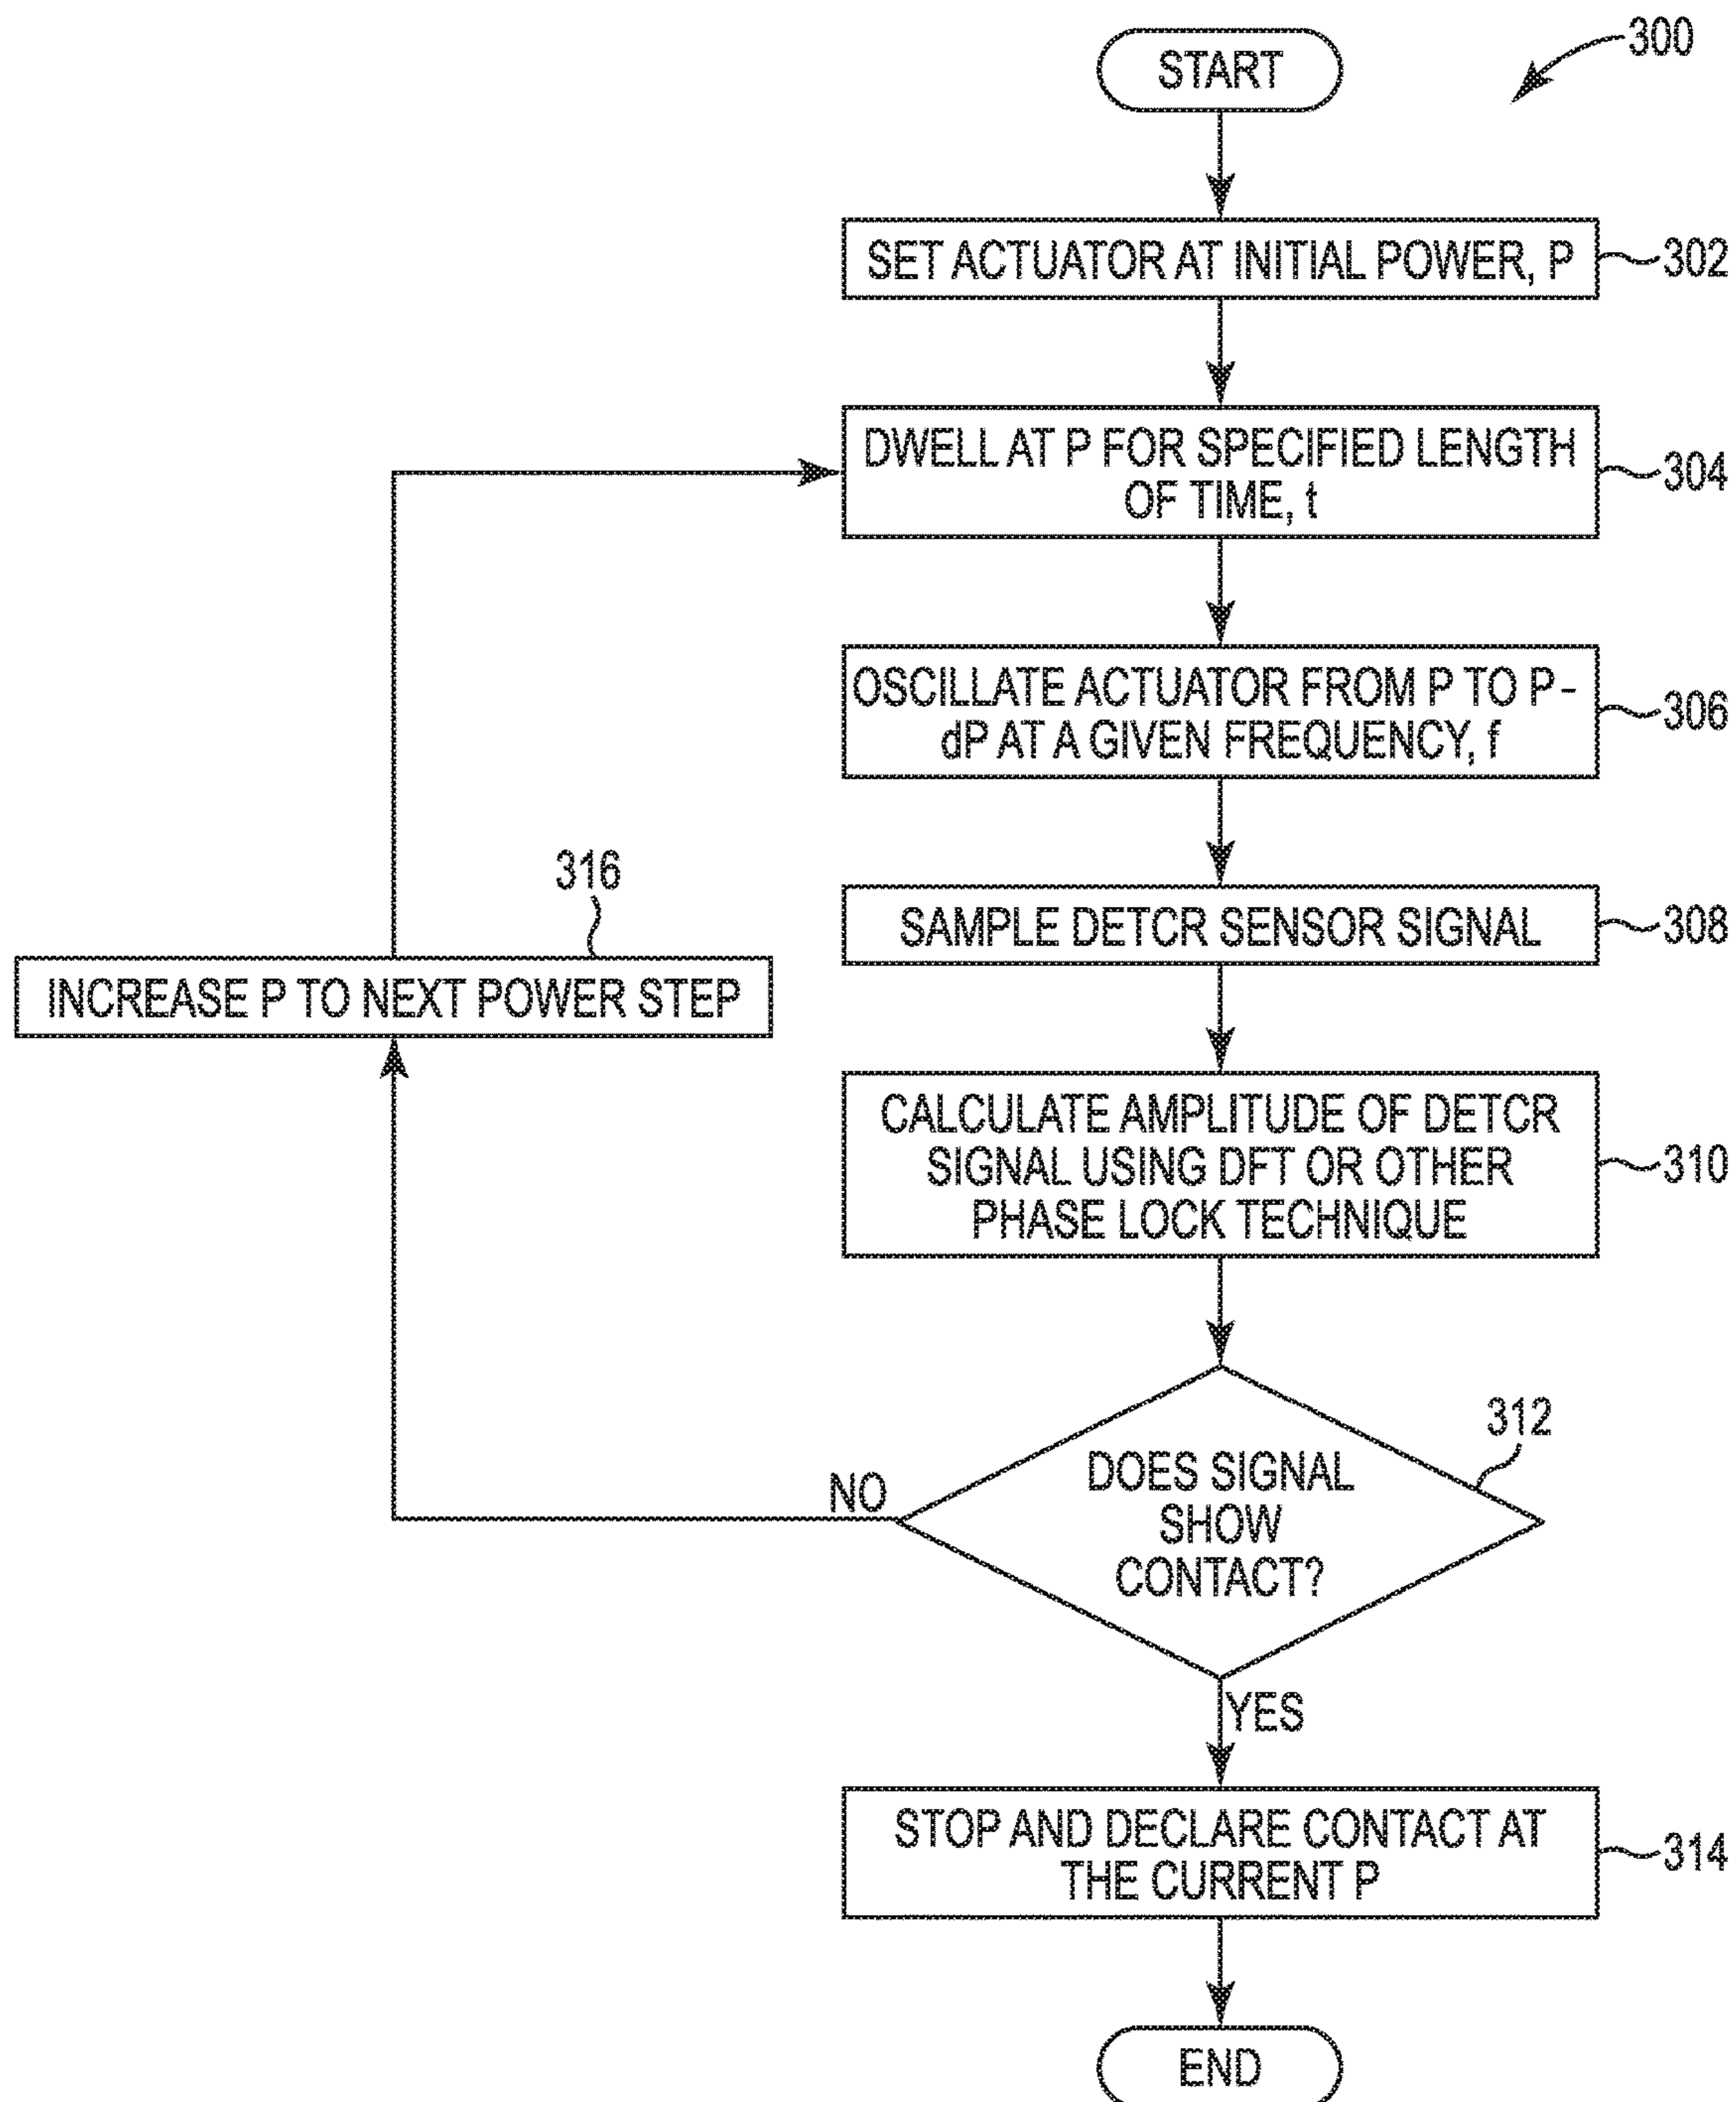 300
START
SET ACTUATOR AT INITIAL POWER, P
302
DWELL AT P FOR SPECIFIED LENGTH
OF TIME, t
304
OSCILLATE ACTUATOR FROM P TO P-
dP AT A GIVEN FREQUENCY, f
306
316
SAMPLE DETCR SENSOR SIGNAL
308
INCREASE P TO NEXT POWER STEP
CALCULATE AMPLITUDE OF DETCR
SIGNAL USING DFT OR OTHER
PHASE LOCK TECHNIQUE
310
312
DOES SIGNAL
SHOW
CONTACT?
NO
YES
STOP AND DECLARE CONTACT AT
THE CURRENT P
314
END